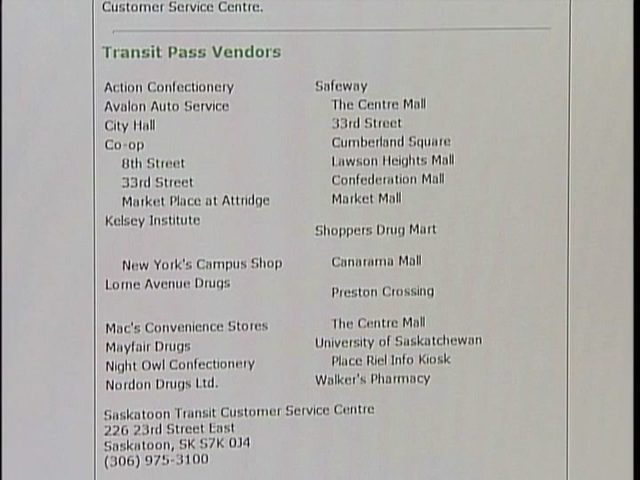 Customer Service Centre.
Transit Pass Vendors
Action Confectionery
Avalon Auto Service
City Hall
Co-op
8th Street
33rd Street
Market Place at Attridge
Kelsey Institute
New York's Campus Shop
Lorne Avenue Drugs
Mac's Convenience Stores
Mayfair Drugs
Night Owl Confectionery
Nordon Drugs Ltd.
Safeway
The Centre Mall
33rd Street
Cumberland Square
Lawson Heights Mall
Confederation Mall
Market Mall
Shoppers Drug Mart
Canarama Mall
Preston Crossing
The Centre Mall
University of Saskatchewan
Place Riel Info Kiosk
Walker's Pharmacy
Saskatoon Transit Customer Service Centre
226 23rd Street East
Saskatoon, SK S7K 0J4
(306) 975-3100